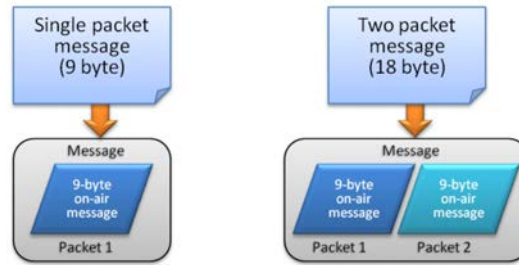 Single packet
message
(9 byte)
Message
9-byte
on-air
message
Packet 1
Two packet
message
(18 byte)
Message
9-byte
on-air
message
9-byte
on-air
message
Packet 1
Packet 2